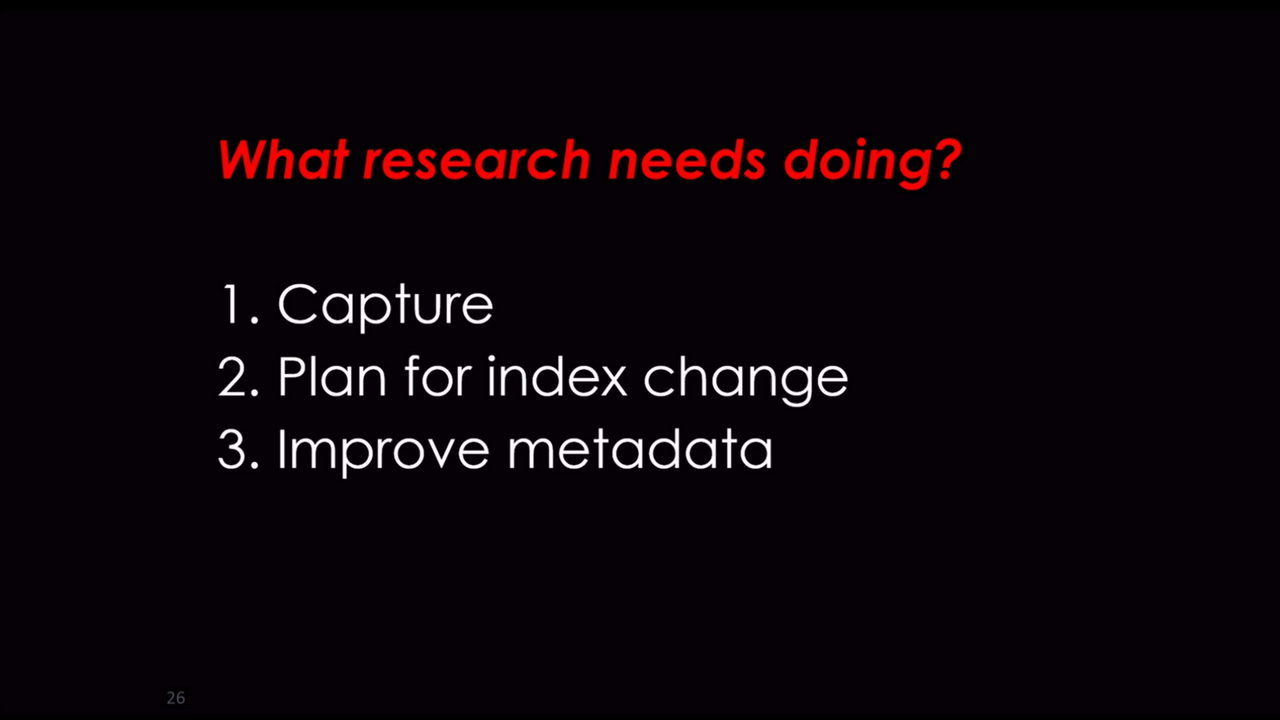 What research needs doing?
1. Capture
2. Plan for index change
3. Improve metadata
26